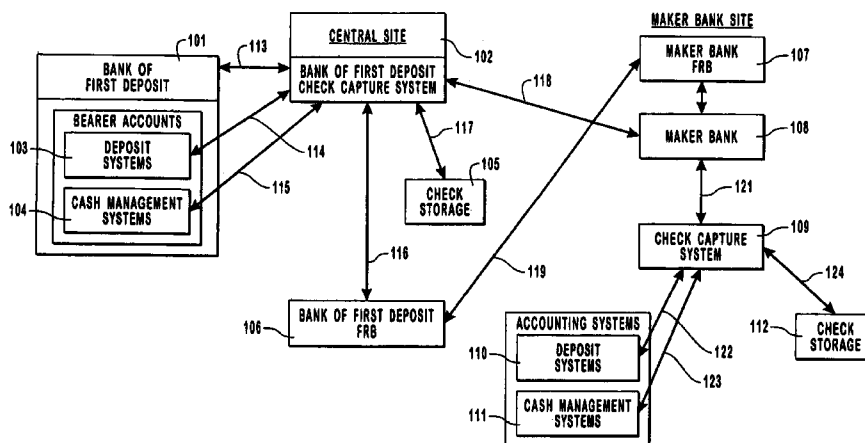 101
113
BANK OF
FIRST DEPOSIT
BEARER ACCOUNTS
103
DEPOSIT
SYSTEMS
104
CASH MANAGEMENT
SYSTEMS
114
115
CENTRAL SITE
102
BANK OF FIRST DEPOSIT
CHECK CAPTURE SYSTEM
118
117
105
CHECK
STORAGE
116
119
106
BANK OF FIRST DEPOSIT
FRB
MAKER BANK SITE
MAKER BANK
FRB
107
MAKER BANK
108
121
109
CHECK CAPTURE
SYSTEM
124
112
CHECK
STORAGE
ACCOUNTING SYSTEMS
110
DEPOSIT
SYSTEMS
122
123
111
CASH MANAGEMENT
SYSTEMS